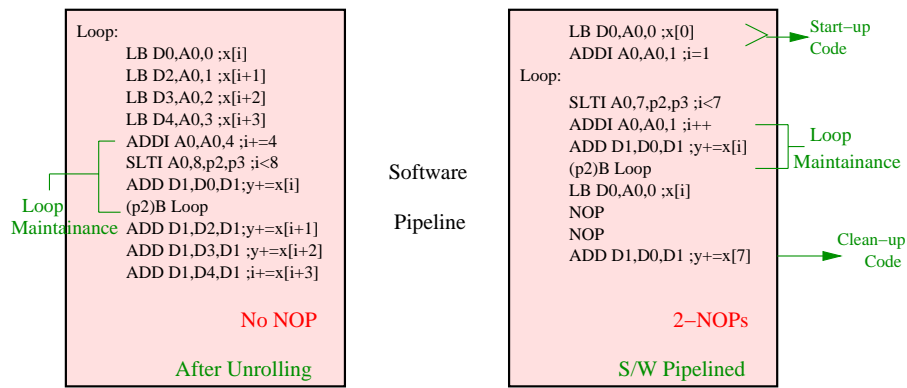 Loop:
LB D0,A0,0 ;x[i]
LB D2,A0,1 ;x[i+1]
LB D3,A0,2 ;x[i+2]
LB D4,A0,3 ;x[i+3]
ADDI A0,A0,4 ;i+=4
SLTI A0,8,p2,p3 ;i<8
ADD D1,D0,D1;y+=x[i]
(p2)B Loop
ADD D1,D2,D1;y+=x[i+1]
ADD D1,D3,D1 ;y+=x[i+2]
ADD D1,D4,D1 ;i+=x[i+3]
Loop
Maintainance
No NOP
After Unrolling
Software
Pipeline
LB D0,A0,0 ;x[0]
ADDI A0,A0,1 ;i=1
Start−up
Code
Loop:
SLTI A0,7,p2,p3 ;i<7
ADDI A0,A0,1 ;i++
ADD D1,D0,D1 ;y+=x[i]
(p2)B Loop
LB D0,A0,0 ;x[i]
NOP
NOP
ADD D1,D0,D1 ;y+=x[7]
Loop
Maintainance
Clean−up
Code
2−NOPs
S/W Pipelined